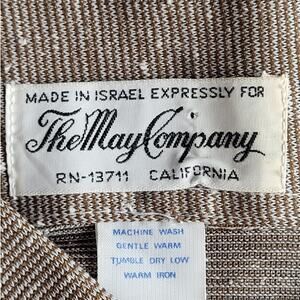 MADE IN ISRAEL EXPRESSLY FOR
The May Company
RN-13711 CALIFORNIA
MACHINE WASH
GENTLE WARM
TUMBLE DRY LOW
WARM IRON